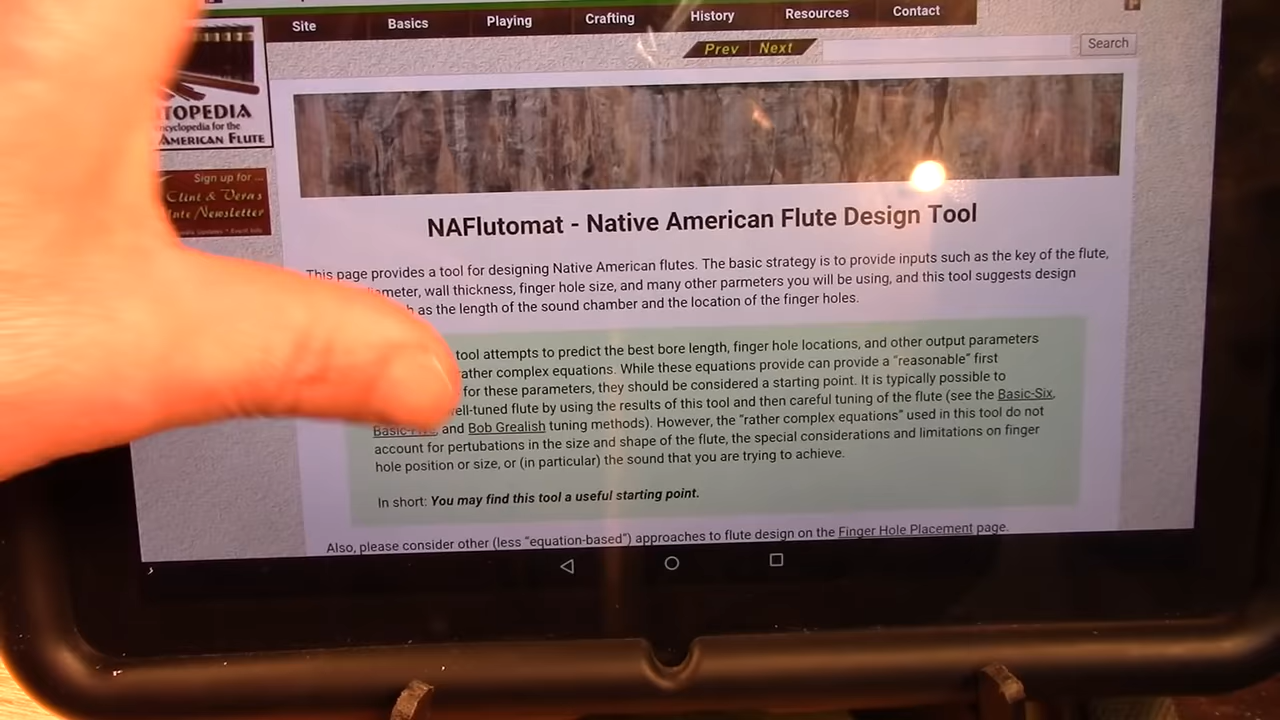 Site Basics Playing Crafting History Resources Contact
Prev Next
Search
TOPEDIA
cyclopedia for the
AMERICAN FLUTE
Sign up for ...
Clint & Vera's
Newsletter
NAFlutomat - Native American Flute Design Tool
This page provides a tool for designing Native American flutes. The basic strategy is to provide inputs such as the key of the flute,
meter, wall thickness, finger hole size, and many other parmeters you will be using, and this tool suggests design
as the length of the sound chamber and the location of the finger holes.
tool attempts to predict the best bore length, finger hole locations, and other output parameters
rather complex equations. While these equations provide can provide a "reasonable" first
for these parameters, they should be considered a starting point. It is typically possible to
ell-tuned flute by using the results of this tool and then careful tuning of the flute (see the Basic-Six,
and Bob Grealish tuning methods). However, the "rather complex equations" used in this tool do not
account for pertubations in the size and shape of the flute, the special considerations and limitations on finger
hole position or size, or (in particular) the sound that you are trying to achieve.
In short: You may find this tool a useful starting point.
Also, please consider other (less "equation-based") approaches to flute design on the Finger Hole Placement page.